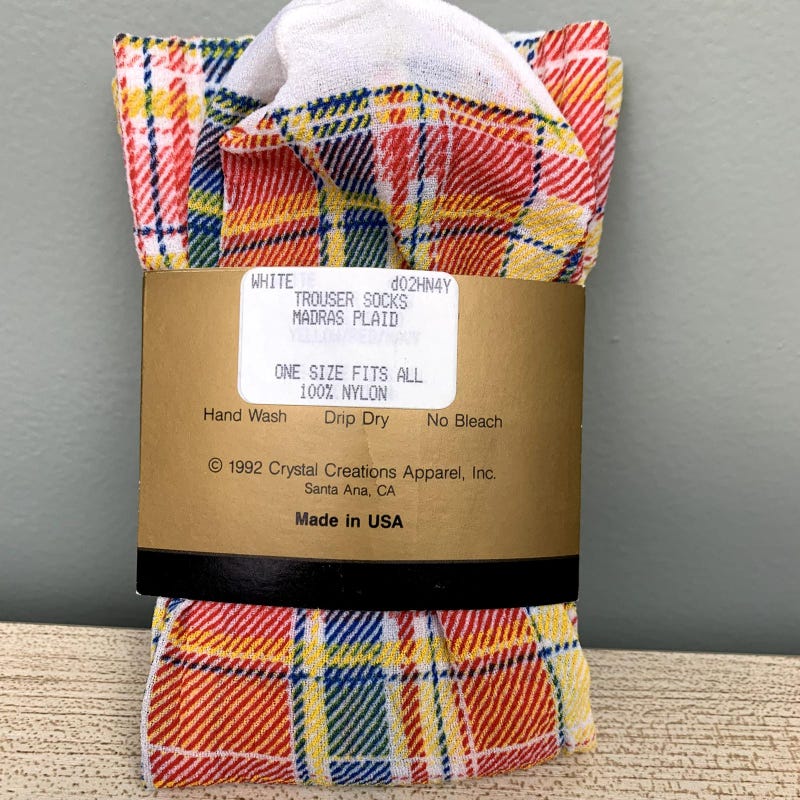 WHITE d02HN4Y
TROUSER SOCKS
MADRAS PLAID
ONE SIZE FITS ALL
100% NYLON
Hand Wash Drip Dry No Bleach
© 1992 Crystal Creations Apparel, Inc.
Santa Ana, CA
Made in USA